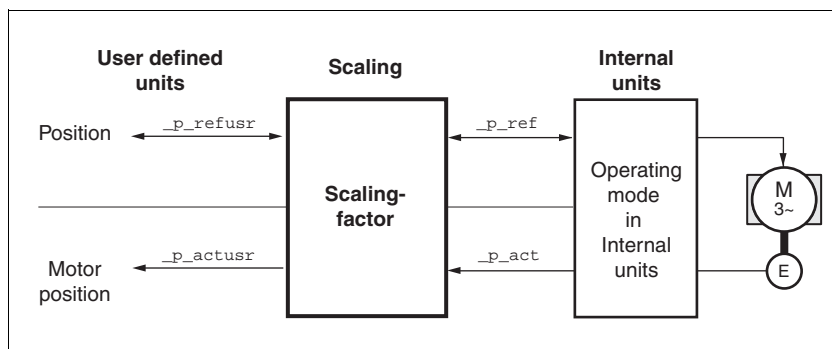 User defined
units
Scaling
Internal
units
Position
_p_refusr
_p_ref
Scaling-
factor
Operating
mode
in
Internal
units
M
3~
Motor
position
_p_actusr
_p_act
E